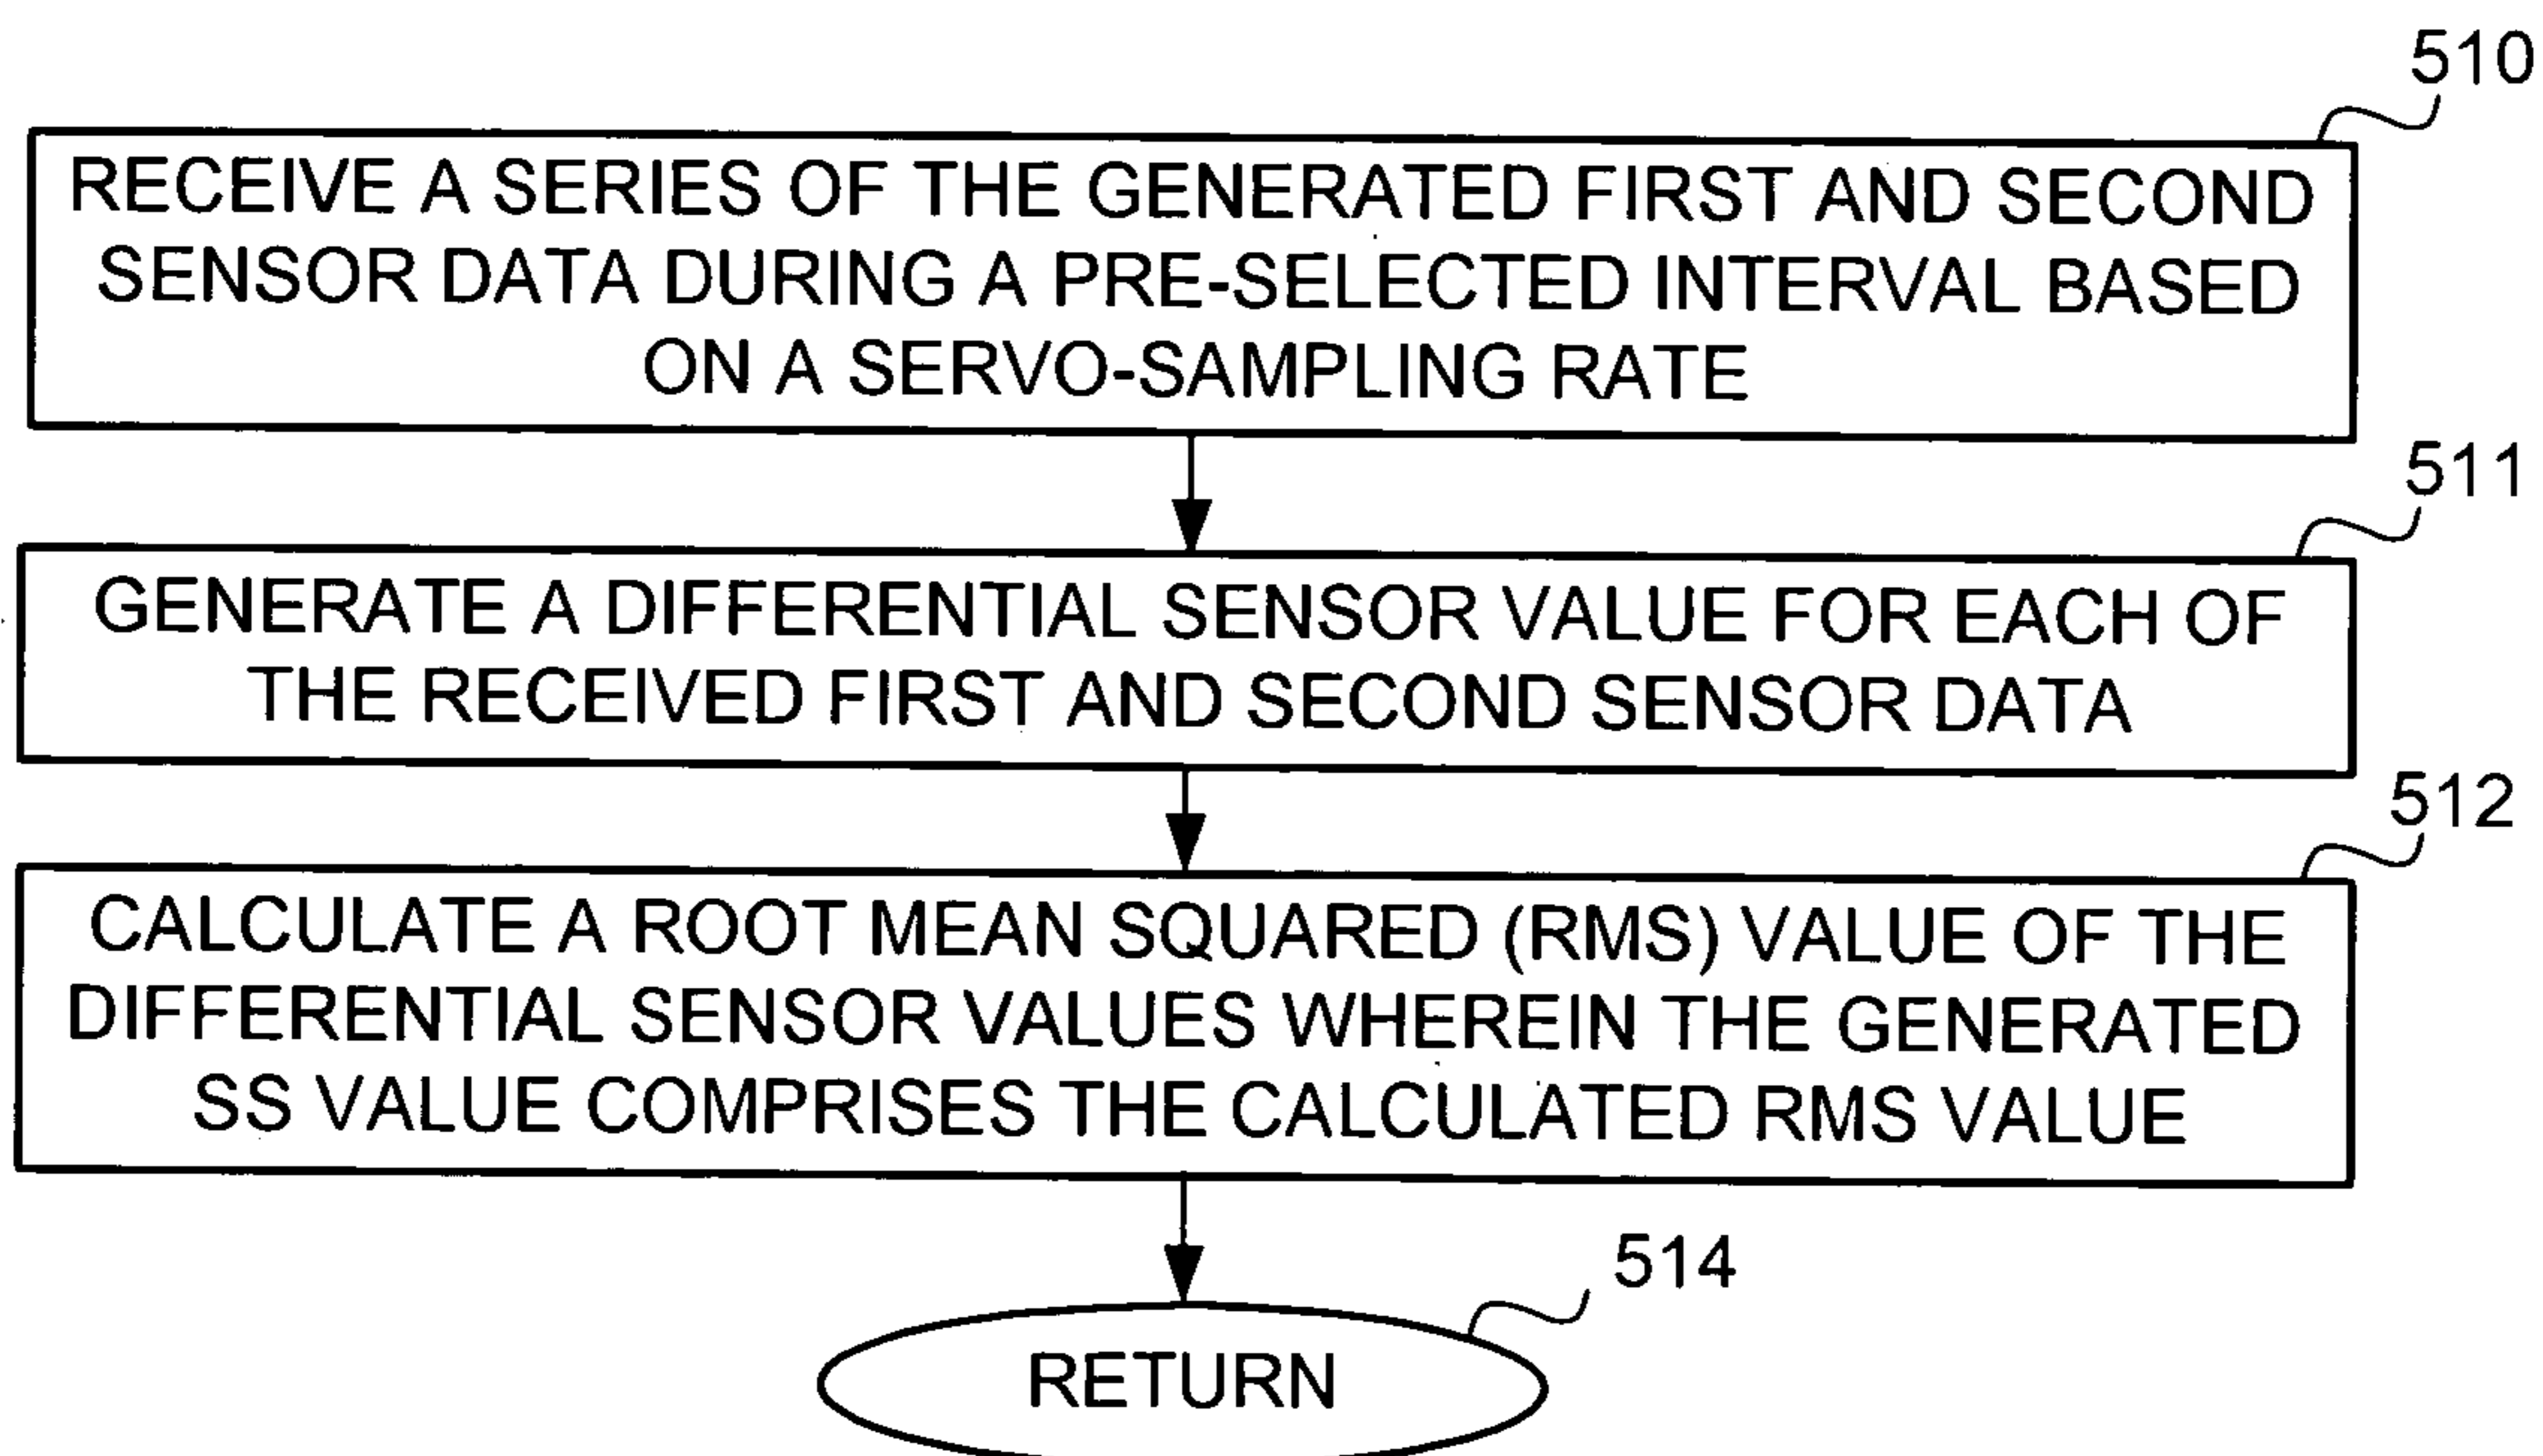 510
RECEIVE A SERIES OF THE GENERATED FIRST AND SECOND
SENSOR DATA DURING A PRE-SELECTED INTERVAL BASED
ON A SERVO-SAMPLING RATE
511
GENERATE A DIFFERENTIAL SENSOR VALUE FOR EACH OF
THE RECEIVED FIRST AND SECOND SENSOR DATA
512
CALCULATE A ROOT MEAN SQUARED (RMS) VALUE OF THE
DIFFERENTIAL SENSOR VALUES WHEREIN THE GENERATED
SS VALUE COMPRISES THE CALCULATED RMS VALUE
514
RETURN